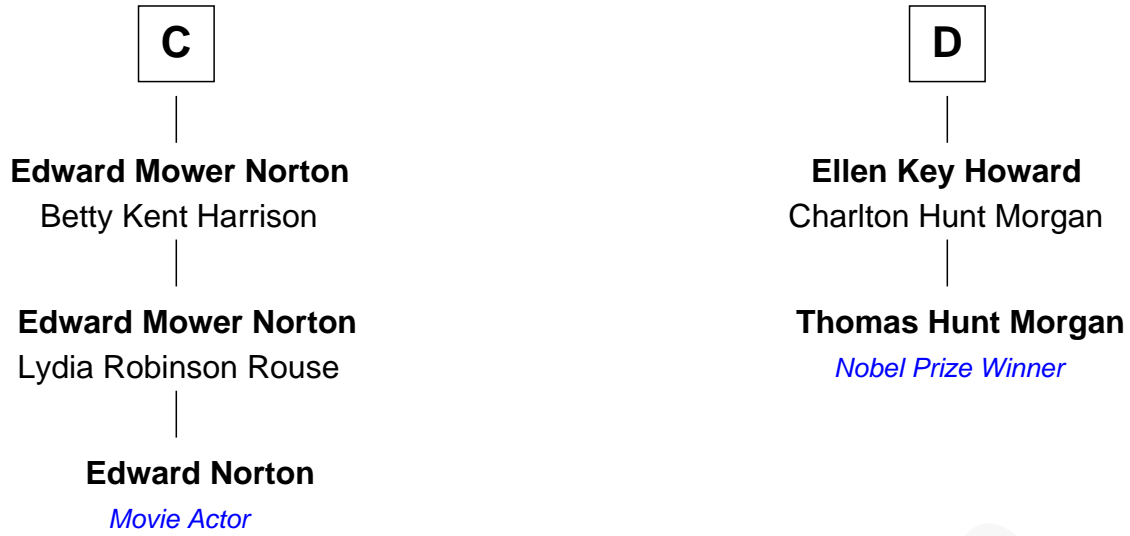 C
Edward Mower Norton
Betty Kent Harrison
Edward Mower Norton
Lydia Robinson Rouse
Edward Norton
Movie Actor
D
Ellen Key Howard
Charlton Hunt Morgan
Thomas Hunt Morgan
Nobel Prize Winner